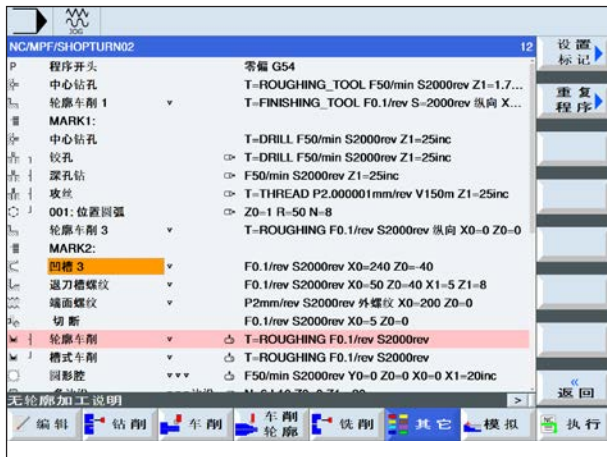 JOG
NC/MPF/SHOPTURN02 12
设置标记
P 程序开头 零偏 G54
中心钻孔 T=ROUGHING_TOOL F50/min S2000rev Z1=1.7...
轮廓车削 1 v T=FINISHING_TOOL F0.1/rev S=2000rev 纵向 X...
重复程序
MARK1:
中心钻孔 T=DRILL F50/min S2000rev Z1=25inc
铰孔 T=DRILL F50/min S2000rev Z1=25inc
深孔钻 F50/min S2000rev Z1=25inc
攻丝 T=THREAD P2.000001mm/rev V150m Z1=25inc
001: 位置圆弧 Z0=1 R=50 N=8
轮廓车削 3 v T=ROUGHING F0.1/rev S2000rev 纵向 X0=0 Z0=0
MARK2:
凹槽 3 v F0.1/rev S2000rev X0=240 Z0=-40
退刀槽螺纹 v F0.1/rev S2000rev X0=50 Z0=40 X1=5 Z1=8
端面螺纹 v P2mm/rev S2000rev 外螺纹 X0=200 Z0=0
切断 F0.1/rev S2000rev X0=5 Z0=0
轮廓车削 v T=ROUGHING F0.1/rev S2000rev
槽式车削 v T=ROUGHING F0.1/rev S2000rev
圆形腔 vvv F50/min S2000rev Y0=0 Z0=0 X0=0 X1=20inc
无轮廓加工说明 >
«
返回
编辑 钻削 车削 车削轮廓 铣削 其它 模拟 执行